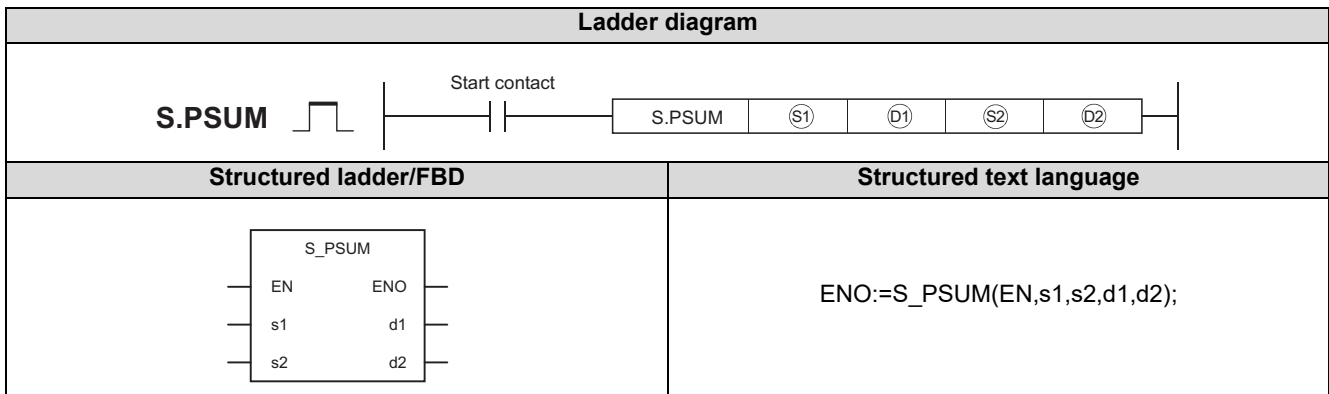 Ladder diagram
Start contact
S.PSUM S.PSUM S1 D1 S2 D2
Structured ladder/FBD Structured text language
S_PSUM
EN ENO
s1 d1
s2 d2
ENO:=S_PSUM(EN,s1,s2,d1,d2);